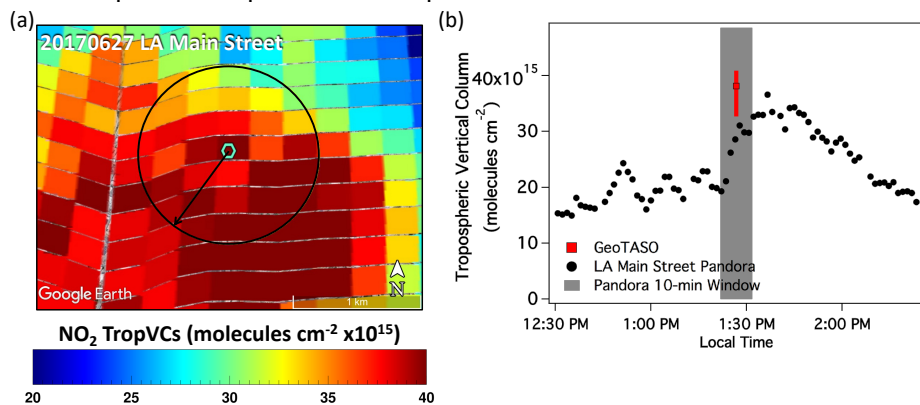 (a)
20170627 LA Main Street
Google Earth
N
1 km
NO₂ TropVCs (molecules cm⁻² x10¹⁵)
20 25 30 35 40
(b)
Tropospheric Vertical Column
(molecules cm⁻²)
40x10¹⁵
30
20
10
0
GeoTASO
LA Main Street Pandora
Pandora 10-min Window
12:30 PM 1:00 PM 1:30 PM 2:00 PM
Local Time